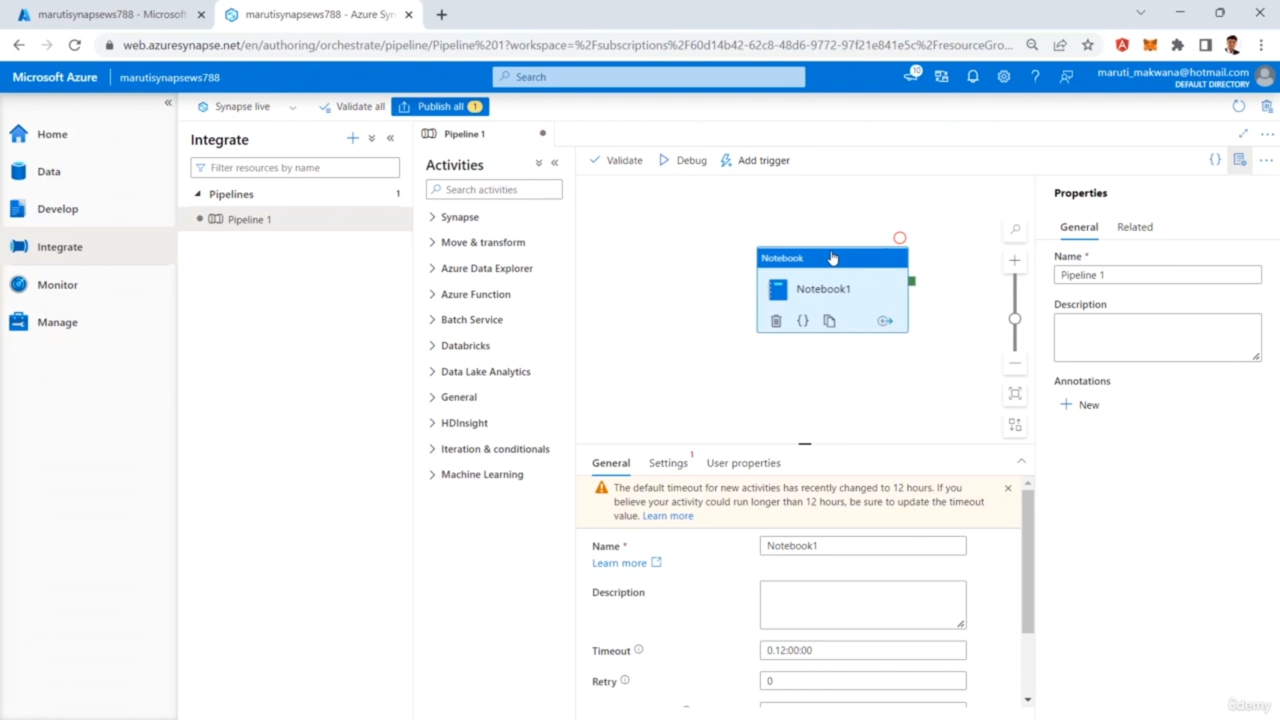 marutisynapsews788 - Microsoft
marutisynapsews788 - Azure Syn
web.azuresynapse.net/en/authoring/orchestrate/pipeline/Pipeline%201?workspace=%2Fsubscriptions%2F60d14b42-62c8-48d6-9772-97f21e841e5c%2FresourceGro...
Microsoft Azure
marutisynapsews788
Search
10
maruti_makwana@hotmail.com
DEFAULT DIRECTORY
Home
Data
Develop
Integrate
Monitor
Manage
Synapse live
Validate all
Publish all 1
Integrate
Filter resources by name
Pipelines 1
Pipeline 1
Pipeline 1
Activities
Search activities
Synapse
Move & transform
Azure Data Explorer
Azure Function
Batch Service
Databricks
Data Lake Analytics
General
HDInsight
Iteration & conditionals
Machine Learning
Validate
Debug
Add trigger
Notebook
Notebook1
General
Settings 1
User properties
The default timeout for new activities has recently changed to 12 hours. If you
believe your activity could run longer than 12 hours, be sure to update the timeout
value. Learn more
Name *
Notebook1
Learn more
Description
Timeout
0.12:00:00
Retry
0
Properties
General
Related
Name *
Pipeline 1
Description
Annotations
New
ûdemy